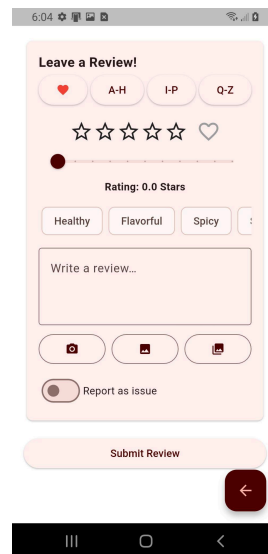 6:04
Leave a Review!
A-H I-P Q-Z
Rating: 0.0 Stars
Healthy Flavorful Spicy
Write a review…
Report as issue
Submit Review